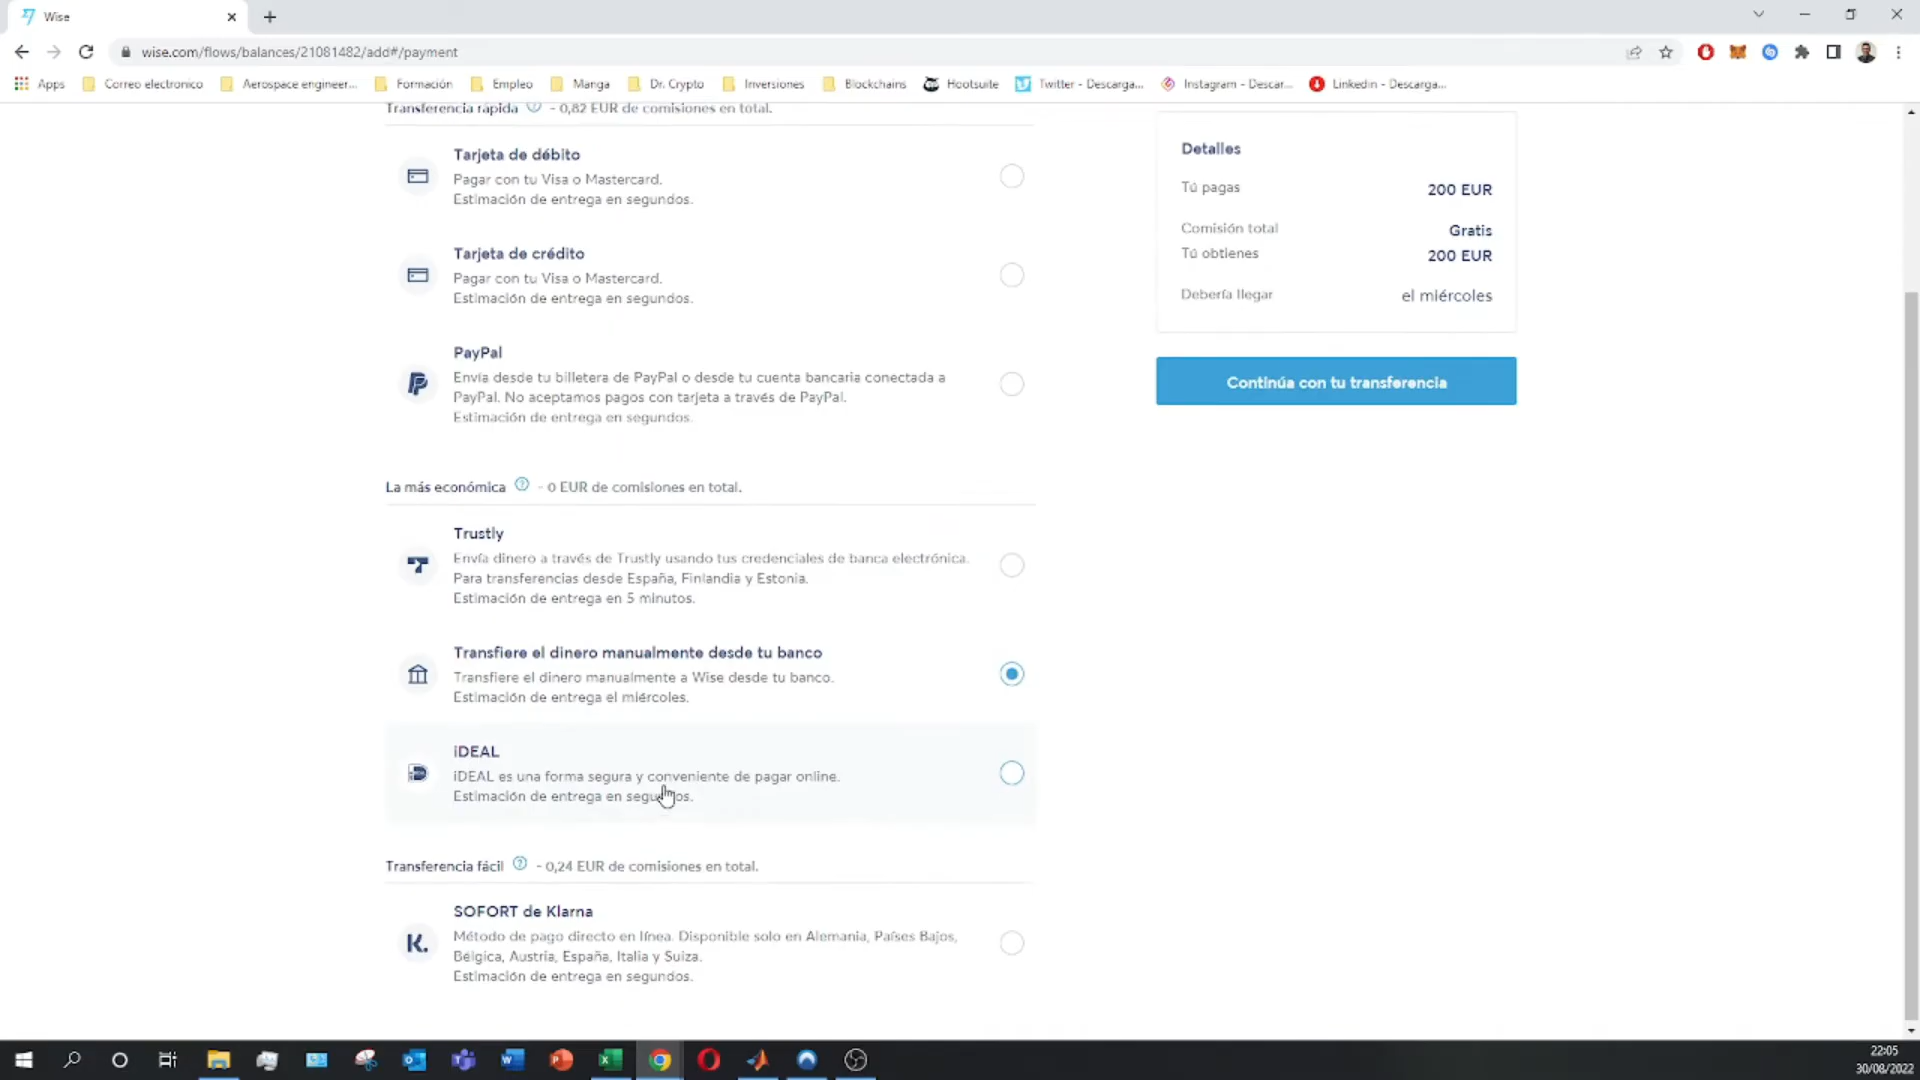 Wise
wise.com/flows/balances/21081482/add#/payment
Apps Correo electronico Aerospace engineer... Formación Empleo Manga Dr. Crypto Inversiones Blockchains Hootsuite Twitter - Descarga... Instagram - Descar... Linkedin - Descarga...
Transferencia rápida - 0,82 EUR de comisiones en total.
Tarjeta de débito
Pagar con tu Visa o Mastercard.
Estimación de entrega en segundos.
Tarjeta de crédito
Pagar con tu Visa o Mastercard.
Estimación de entrega en segundos.
PayPal
Envía desde tu billetera de PayPal o desde tu cuenta bancaria conectada a
PayPal. No aceptamos pagos con tarjeta a través de PayPal.
Estimación de entrega en segundos.
La más económica - 0 EUR de comisiones en total.
Trustly
Envía dinero a través de Trustly usando tus credenciales de banca electrónica.
Para transferencias desde España, Finlandia y Estonia.
Estimación de entrega en 5 minutos.
Transfiere el dinero manualmente desde tu banco
Transfiere el dinero manualmente a Wise desde tu banco.
Estimación de entrega el miércoles.
iDEAL
iDEAL es una forma segura y conveniente de pagar online.
Estimación de entrega en segundos.
Transferencia fácil - 0,24 EUR de comisiones en total.
SOFORT de Klarna
K. Método de pago directo en línea. Disponible solo en Alemania, Países Bajos,
Bélgica, Austria, España, Italia y Suiza.
Estimación de entrega en segundos.
Detalles
Tú pagas 200 EUR
Comisión total Gratis
Tú obtienes 200 EUR
Debería llegar el miércoles
Continúa con tu transferencia
22:05
30/08/2022